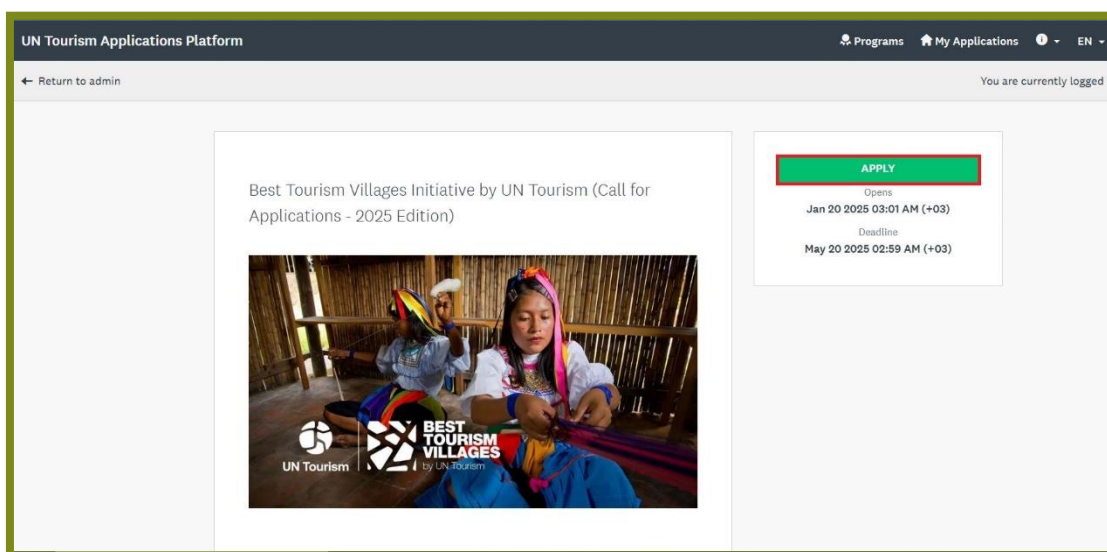 UN Tourism Applications Platform
Programs
My Applications
EN
Return to admin
You are currently logged
Best Tourism Villages Initiative by UN Tourism (Call for
Applications - 2025 Edition)
UN Tourism
BEST
TOURISM
VILLAGES
by UN Tourism
APPLY
Opens
Jan 20 2025 03:01 AM (+03)
Deadline
May 20 2025 02:59 AM (+03)